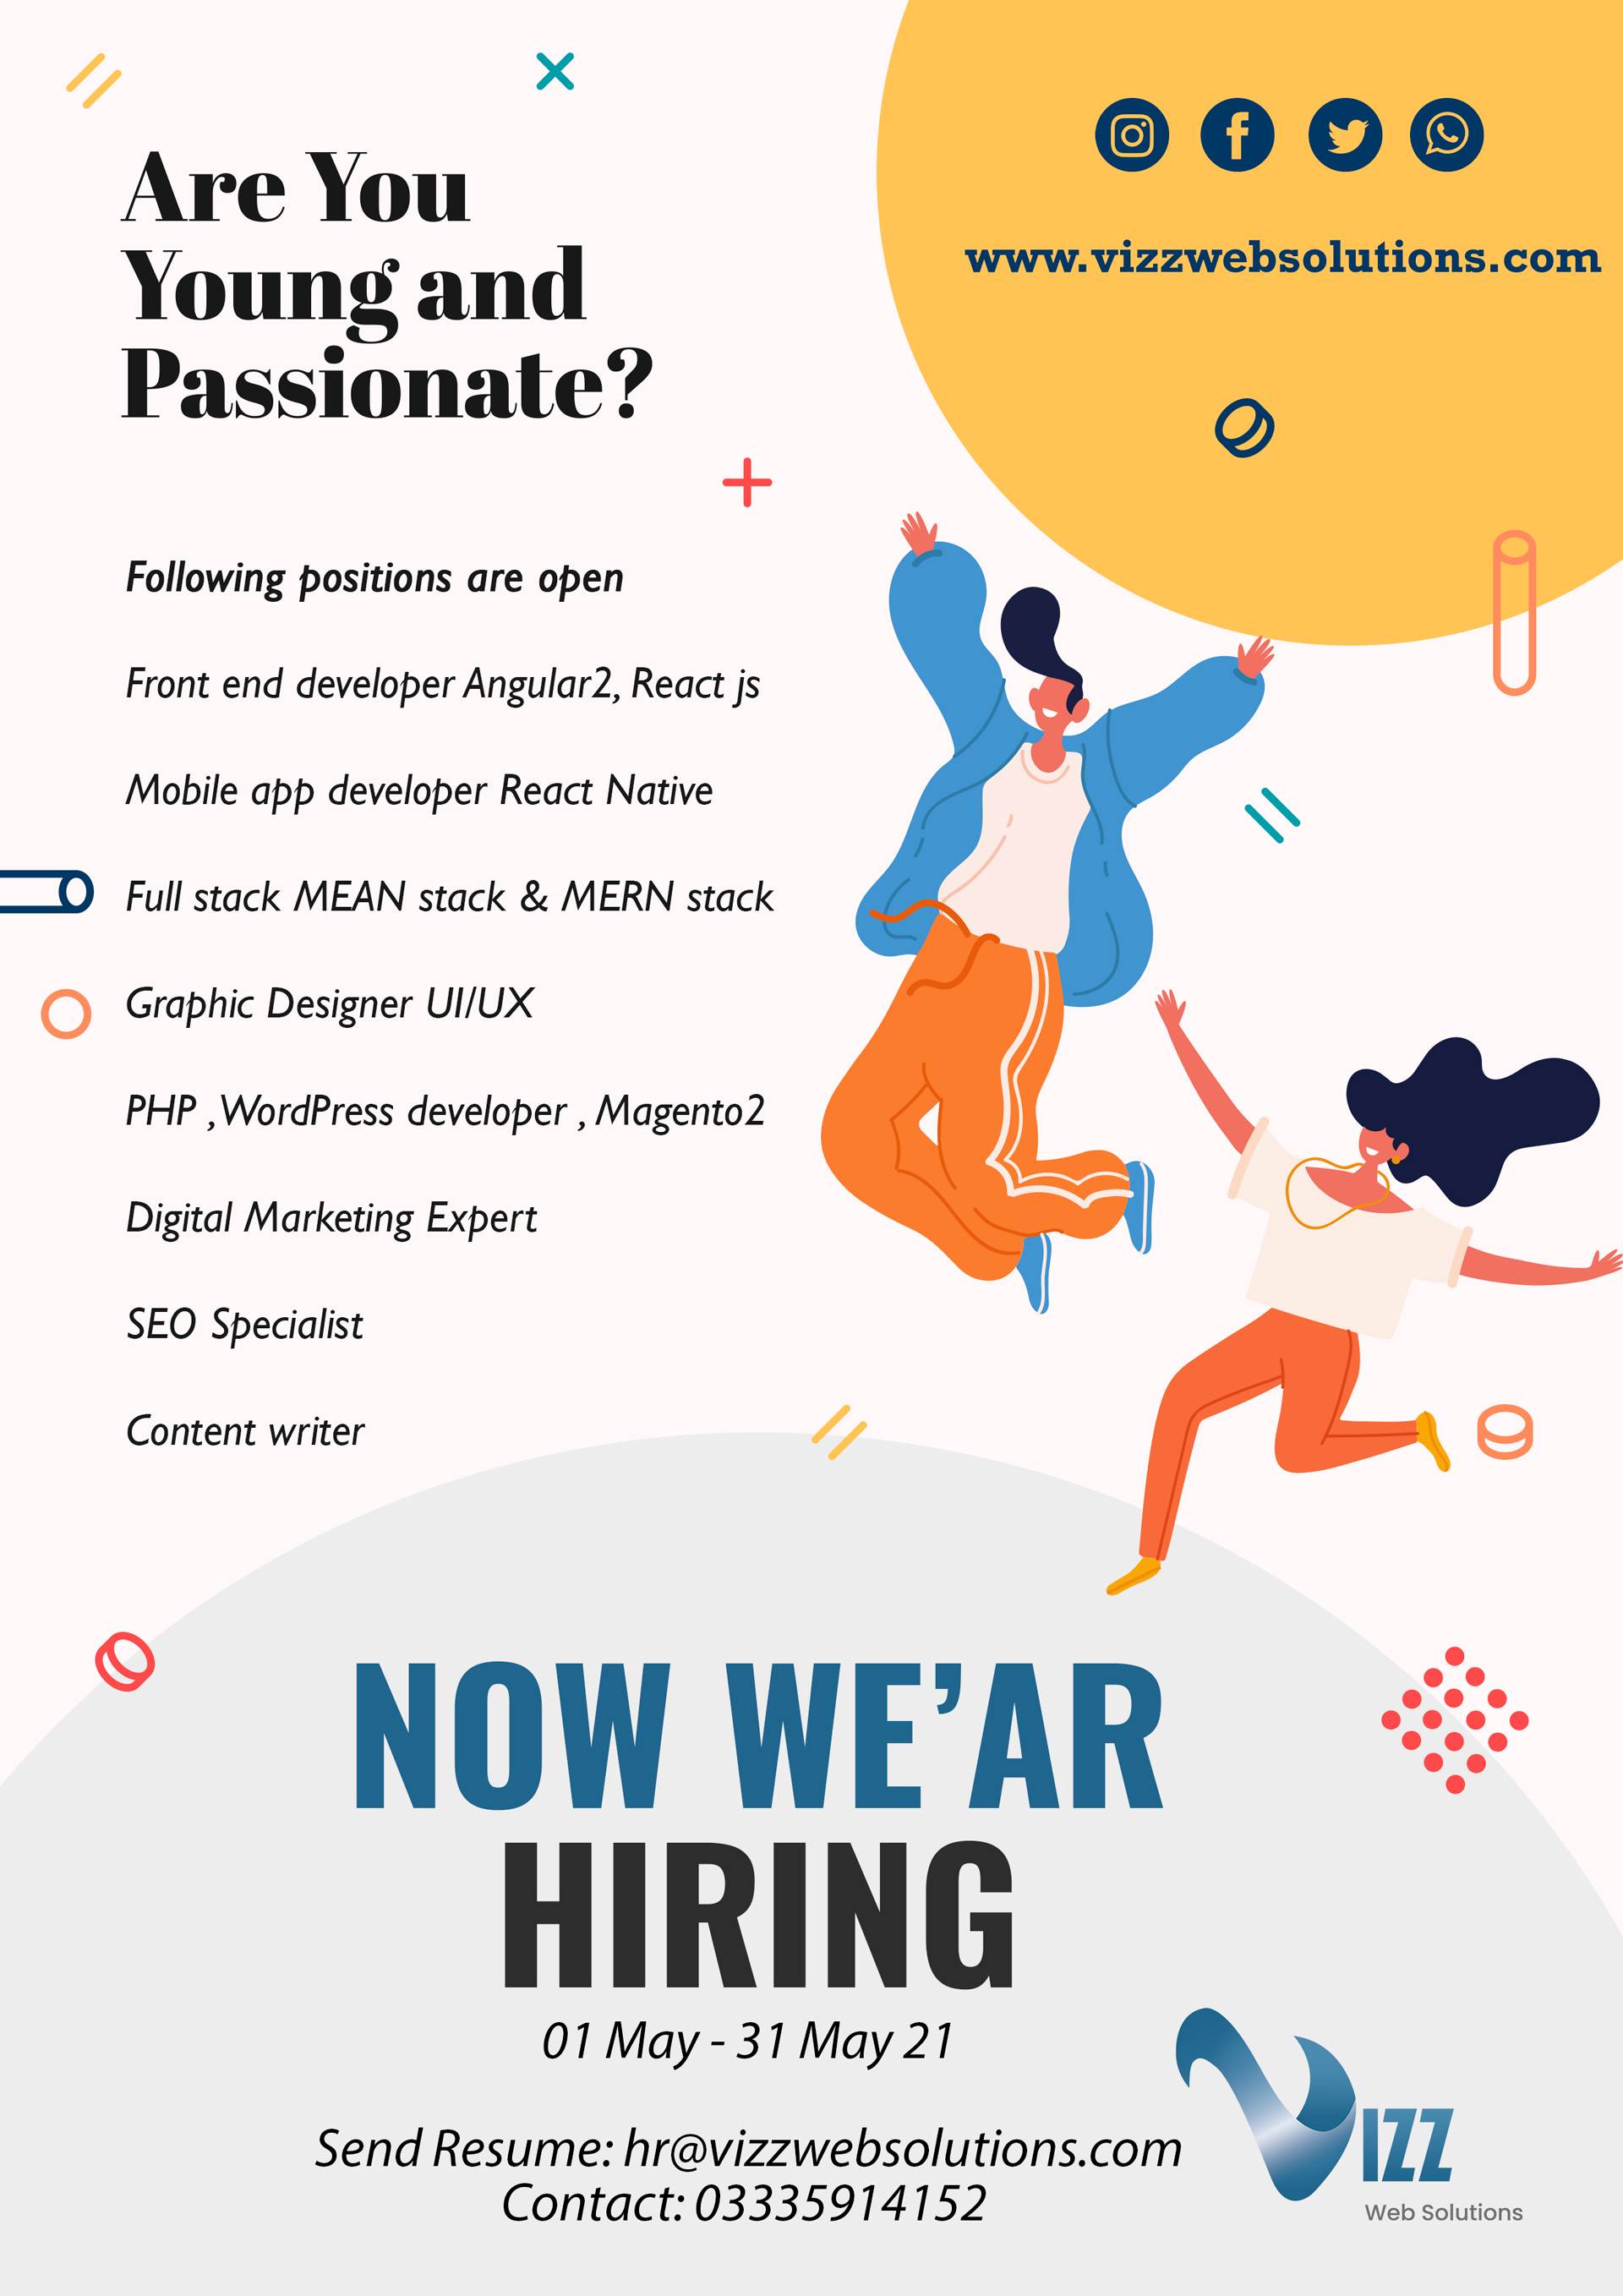 Are You
Young and
Passionate?
www.vizzwebsolutions.com
Following positions are open
Front end developer Angular2, React js
Mobile app developer React Native
Full stack MEAN stack & MERN stack
Graphic Designer UI/UX
PHP ,WordPress developer , Magento2
Digital Marketing Expert
SEO Specialist
Content writer
NOW WE’AR
HIRING
01 May - 31 May 21
Send Resume: hr@vizzwebsolutions.com
Contact: 03335914152
VIZZ
Web Solutions